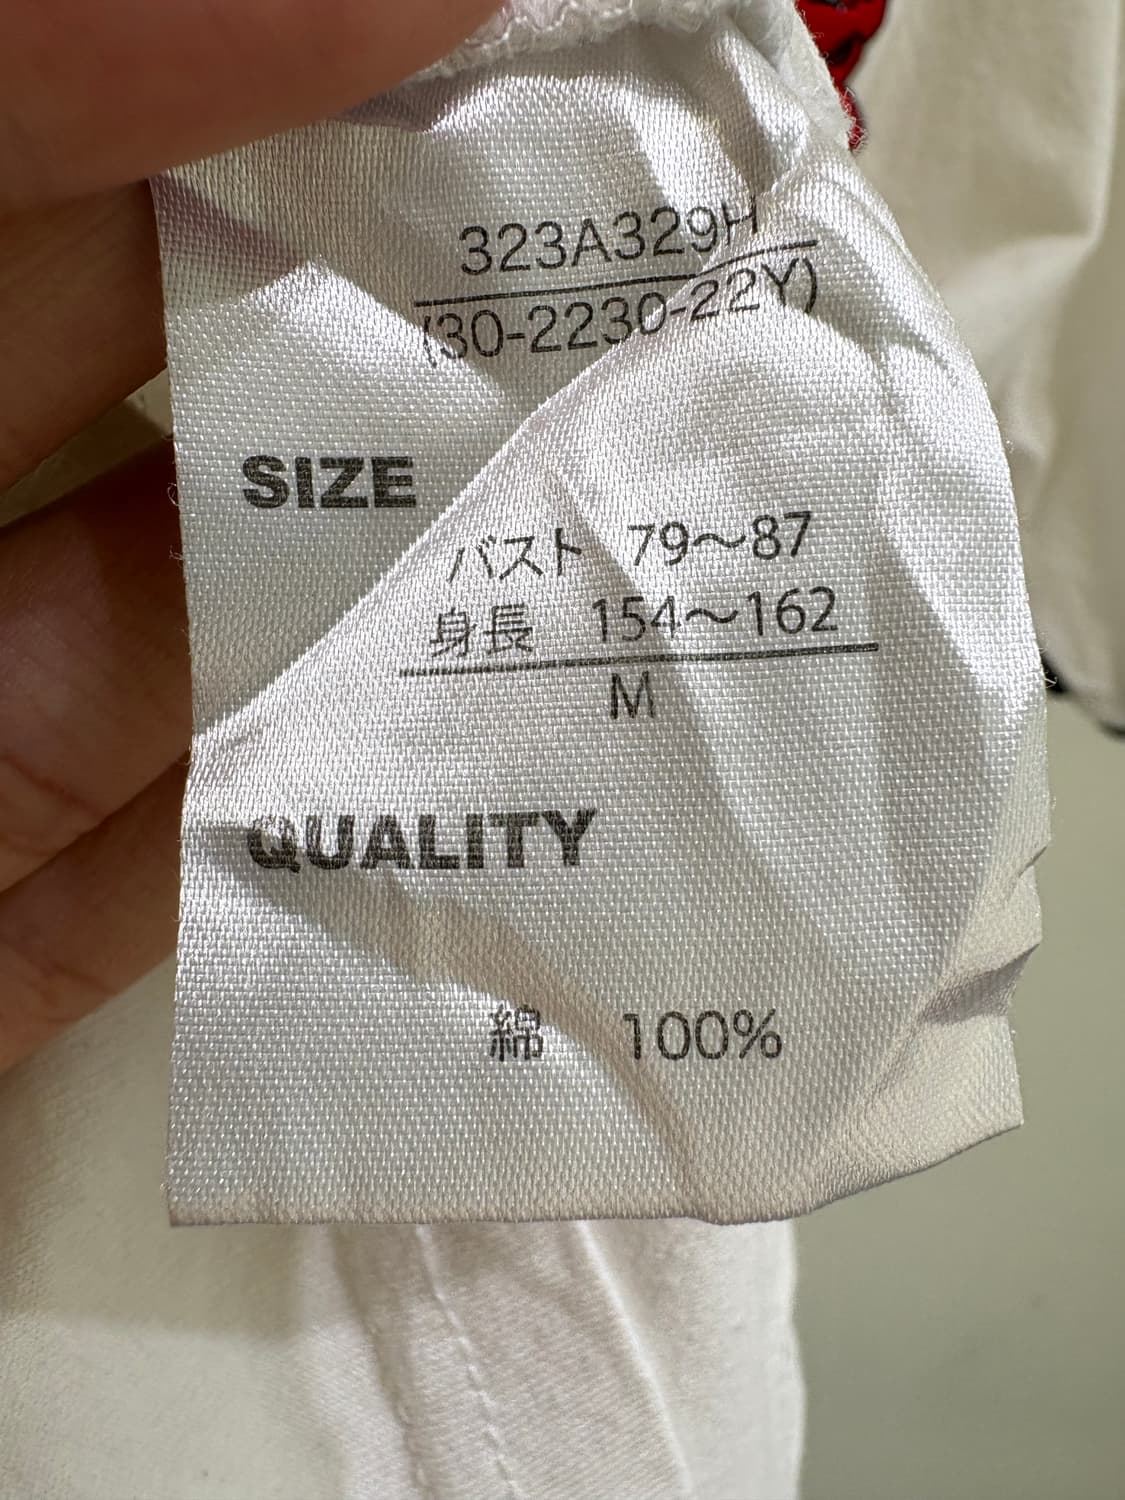 323A329H
(30-2230-22Y)
SIZE
バスト 79〜87
身長 154〜162
M
QUALITY
綿 100%